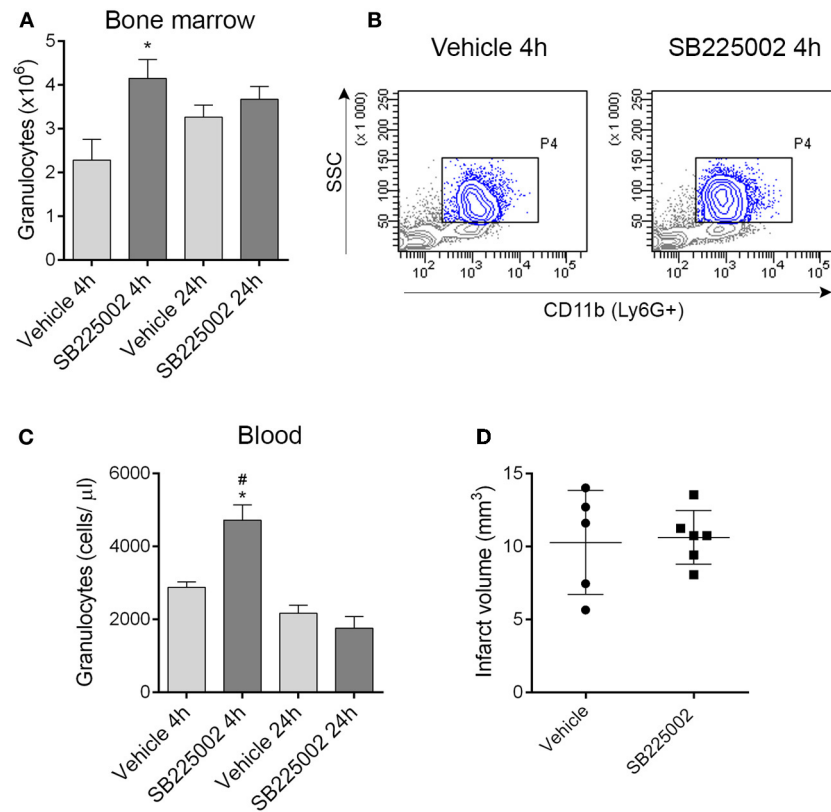 A
Bone marrow
Granulocytes (x10⁶)
5
4
3
2
1
0
*
Vehicle 4h
SB225002 4h
Vehicle 24h
SB225002 24h
B
Vehicle 4h
SSC
(x 1 000)
250
200
150
100
50
P4
10² 10³ 10⁴ 10⁵
SB225002 4h
(x 1 000)
250
200
150
100
50
P4
10² 10³ 10⁴ 10⁵
CD11b (Ly6G+)
C
Blood
Granulocytes (cells/ μl)
6000
4000
2000
0
#
*
Vehicle 4h
SB225002 4h
Vehicle 24h
SB225002 24h
D
Infarct volume (mm³)
15
10
5
0
Vehicle
SB225002